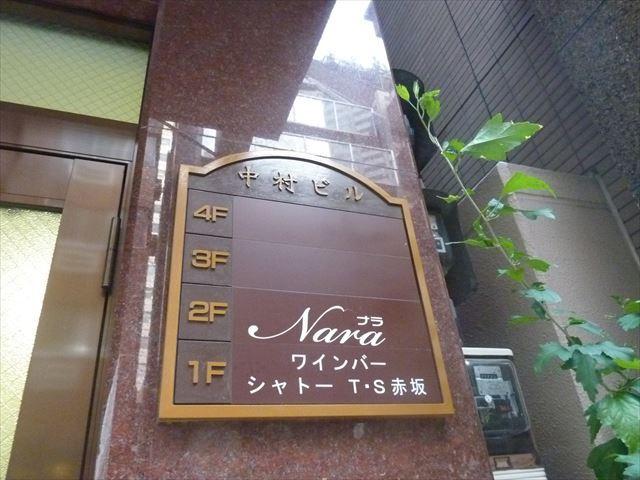 中村ビル
4F
3F
2F
ナラ
Nara
1F
ワインバー
シャトー T・S赤坂